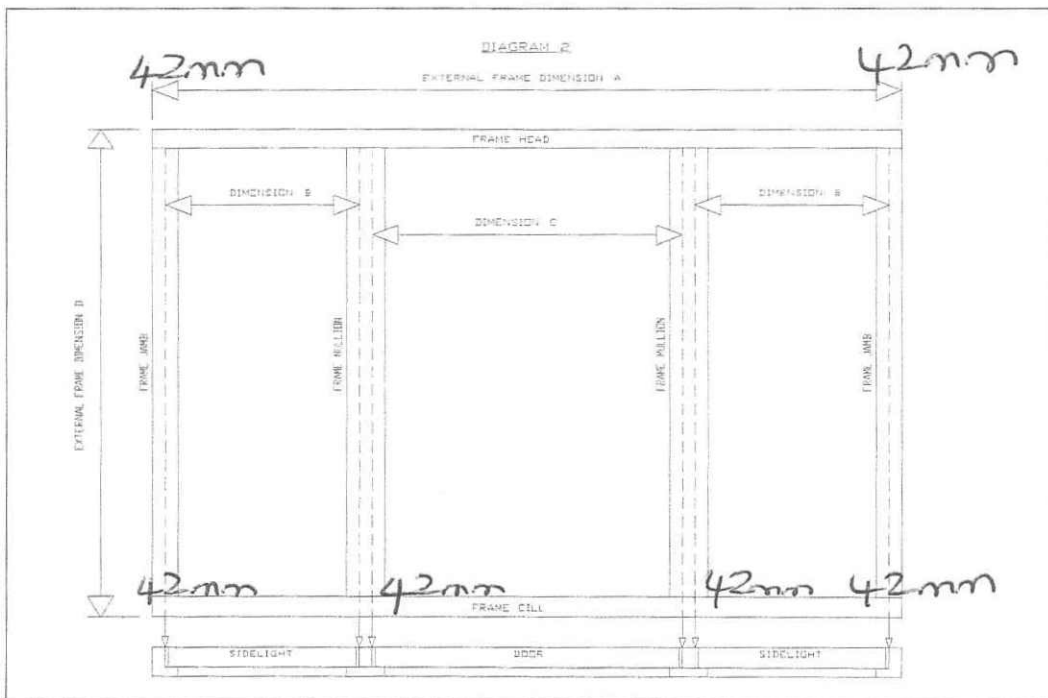 DIAGRAM 2
42mm
42mm
EXTERNAL FRAME DIMENSION A
FRAME HEAD
DIMENSION B
DIMENSION B
DIMENSION C
EXTERNAL FRAME DIMENSION D
FRAME JAMB
FRAME MULLION
FRAME MULLION
FRAME JAMB
42mm
42mm
42mm
42mm
FRAME CILL
SIDELIGHT
DOOR
SIDELIGHT